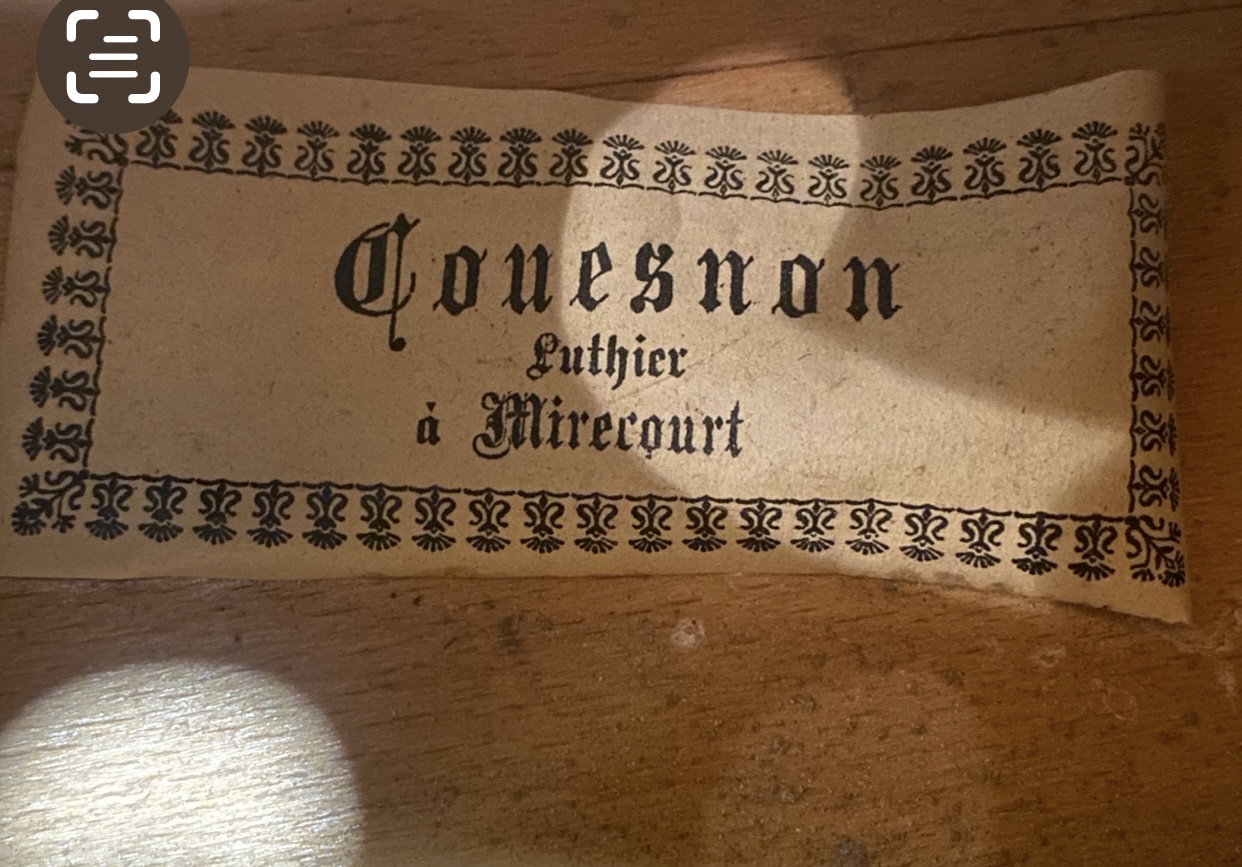 Couesnon
Luthier
à Mirecourt